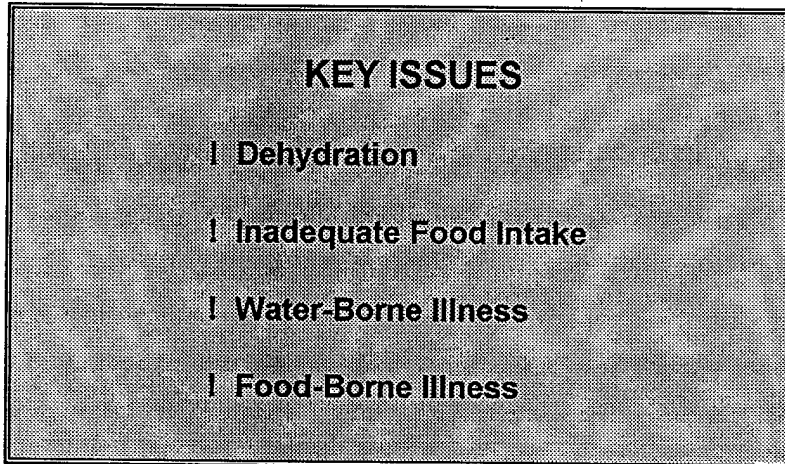 KEY ISSUES
! Dehydration
! Inadequate Food Intake
! Water-Borne Illness
! Food-Borne Illness